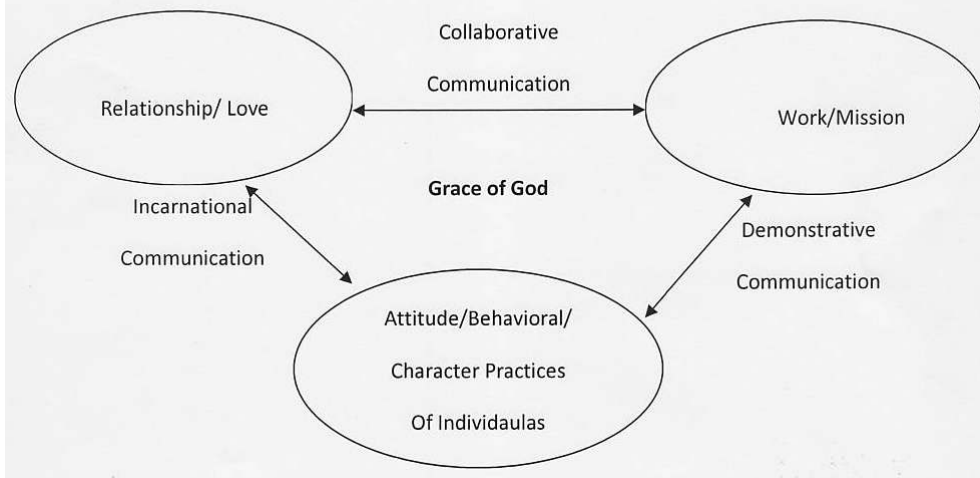 Collaborative
Communication
Relationship/ Love
Work/Mission
Grace of God
Incarnational
Communication
Demonstrative
Communication
Attitude/Behavioral/
Character Practices
Of Individaulas